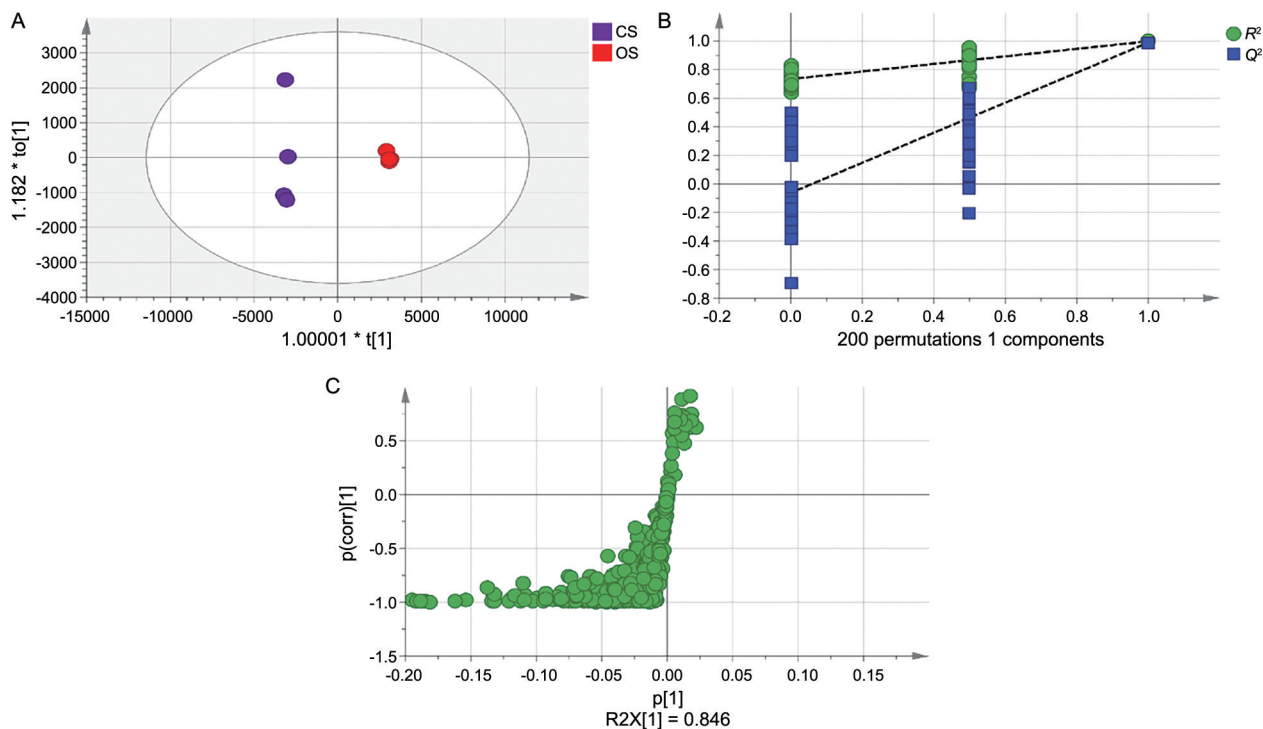 A
CS
OS
3000
2000
1000
0
-1000
-2000
-3000
-4000
1.182 * to[1]
-15000 -10000 -5000 0 5000 10000
1.00001 * t[1]
B
R²
Q²
1.0
0.8
0.6
0.4
0.2
0.0
-0.2
-0.4
-0.6
-0.8
-0.2 0.0 0.2 0.4 0.6 0.8 1.0
200 permutations 1 components
C
0.5
0.0
-0.5
-1.0
-1.5
p(corr)[1]
-0.20 -0.15 -0.10 -0.05 0.00 0.05 0.10 0.15
p[1]
R2X[1] = 0.846